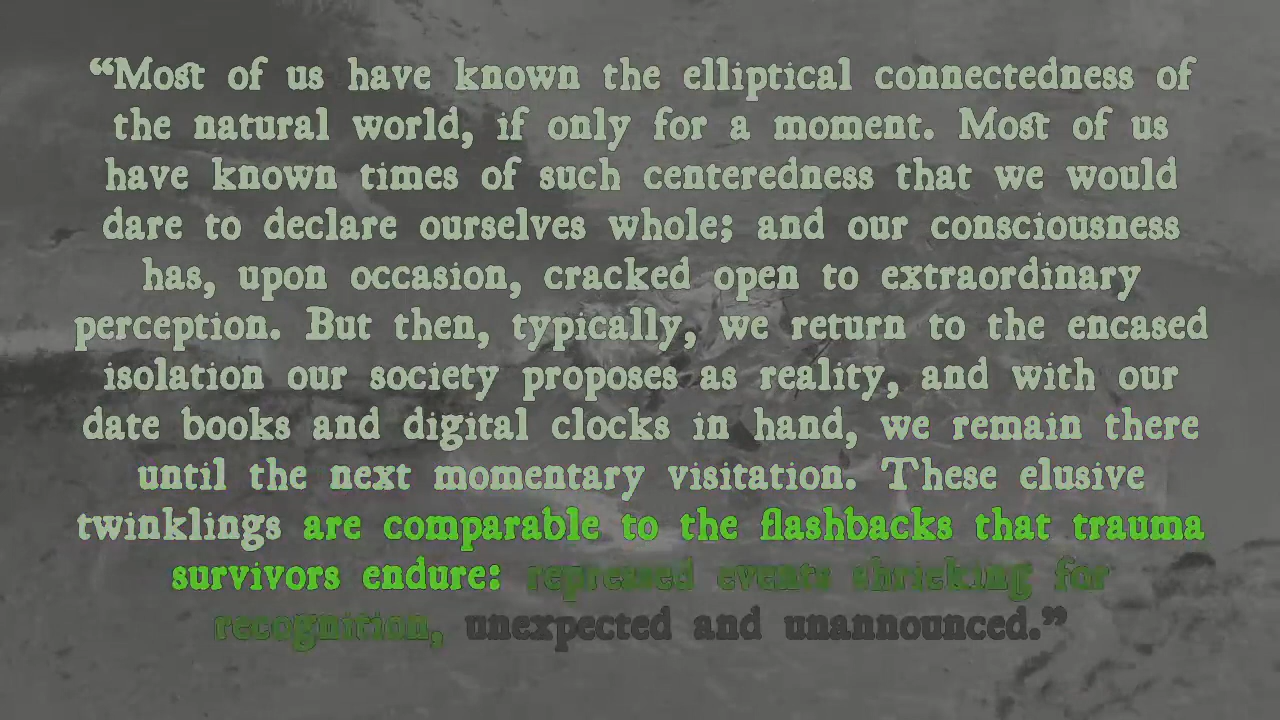 “Most of us have known the elliptical connectedness of
the natural world, if only for a moment. Most of us
have known times of such centeredness that we would
dare to declare ourselves whole; and our consciousness
has, upon occasion, cracked open to extraordinary
perception. But then, typically, we return to the encased
isolation our society proposes as reality, and with our
date books and digital clocks in hand, we remain there
until the next momentary visitation. These elusive
twinklings are comparable to the flashbacks that trauma
survivors endure: repressed events shrieking for
recognition, unexpected and unannounced.”